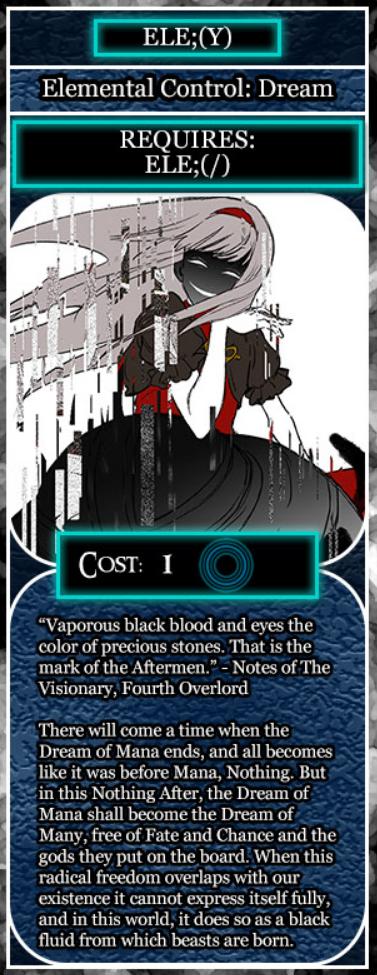 ELE;(Y)
Elemental Control: Dream
REQUIRES:
ELE;(/)
Cost: 1
“Vaporous black blood and eyes the
color of precious stones. That is the
mark of the Aftermen.” - Notes of The
Visionary, Fourth Overlord
There will come a time when the
Dream of Mana ends, and all becomes
like it was before Mana, Nothing. But
in this Nothing After, the Dream of
Mana shall become the Dream of
Many, free of Fate and Chance and the
gods they put on the board. When this
radical freedom overlaps with our
existence it cannot express itself fully,
and in this world, it does so as a black
fluid from which beasts are born.